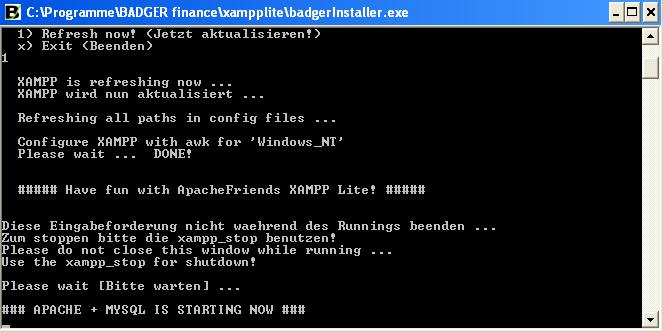 C:\Programme\BADGER finance\xampplite\badgerInstaller.exe
1) Refresh now! (Jetzt aktualisieren!)
x) Exit (Beenden)
1
XAMPP is refreshing now ...
XAMPP wird nun aktualisiert ...
Refreshing all paths in config files ...
Configure XAMPP with awk for 'Windows_NT'
Please wait ... DONE!
##### Have fun with ApacheFriends XAMPP Lite! #####
Diese Eingabeforderung nicht waehrend des Runnings beenden ...
Zum stoppen bitte die xampp_stop benutzen!
Please do not close this window while running ...
Use the xampp_stop for shutdown!
Please wait [Bitte warten] ...
### APACHE + MYSQL IS STARTING NOW ###